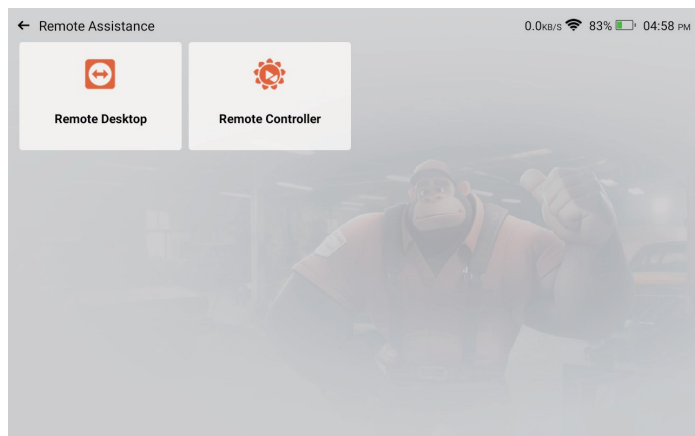 Remote Assistance
0.0KB/S 83% 04:58 PM
Remote Desktop
Remote Controller